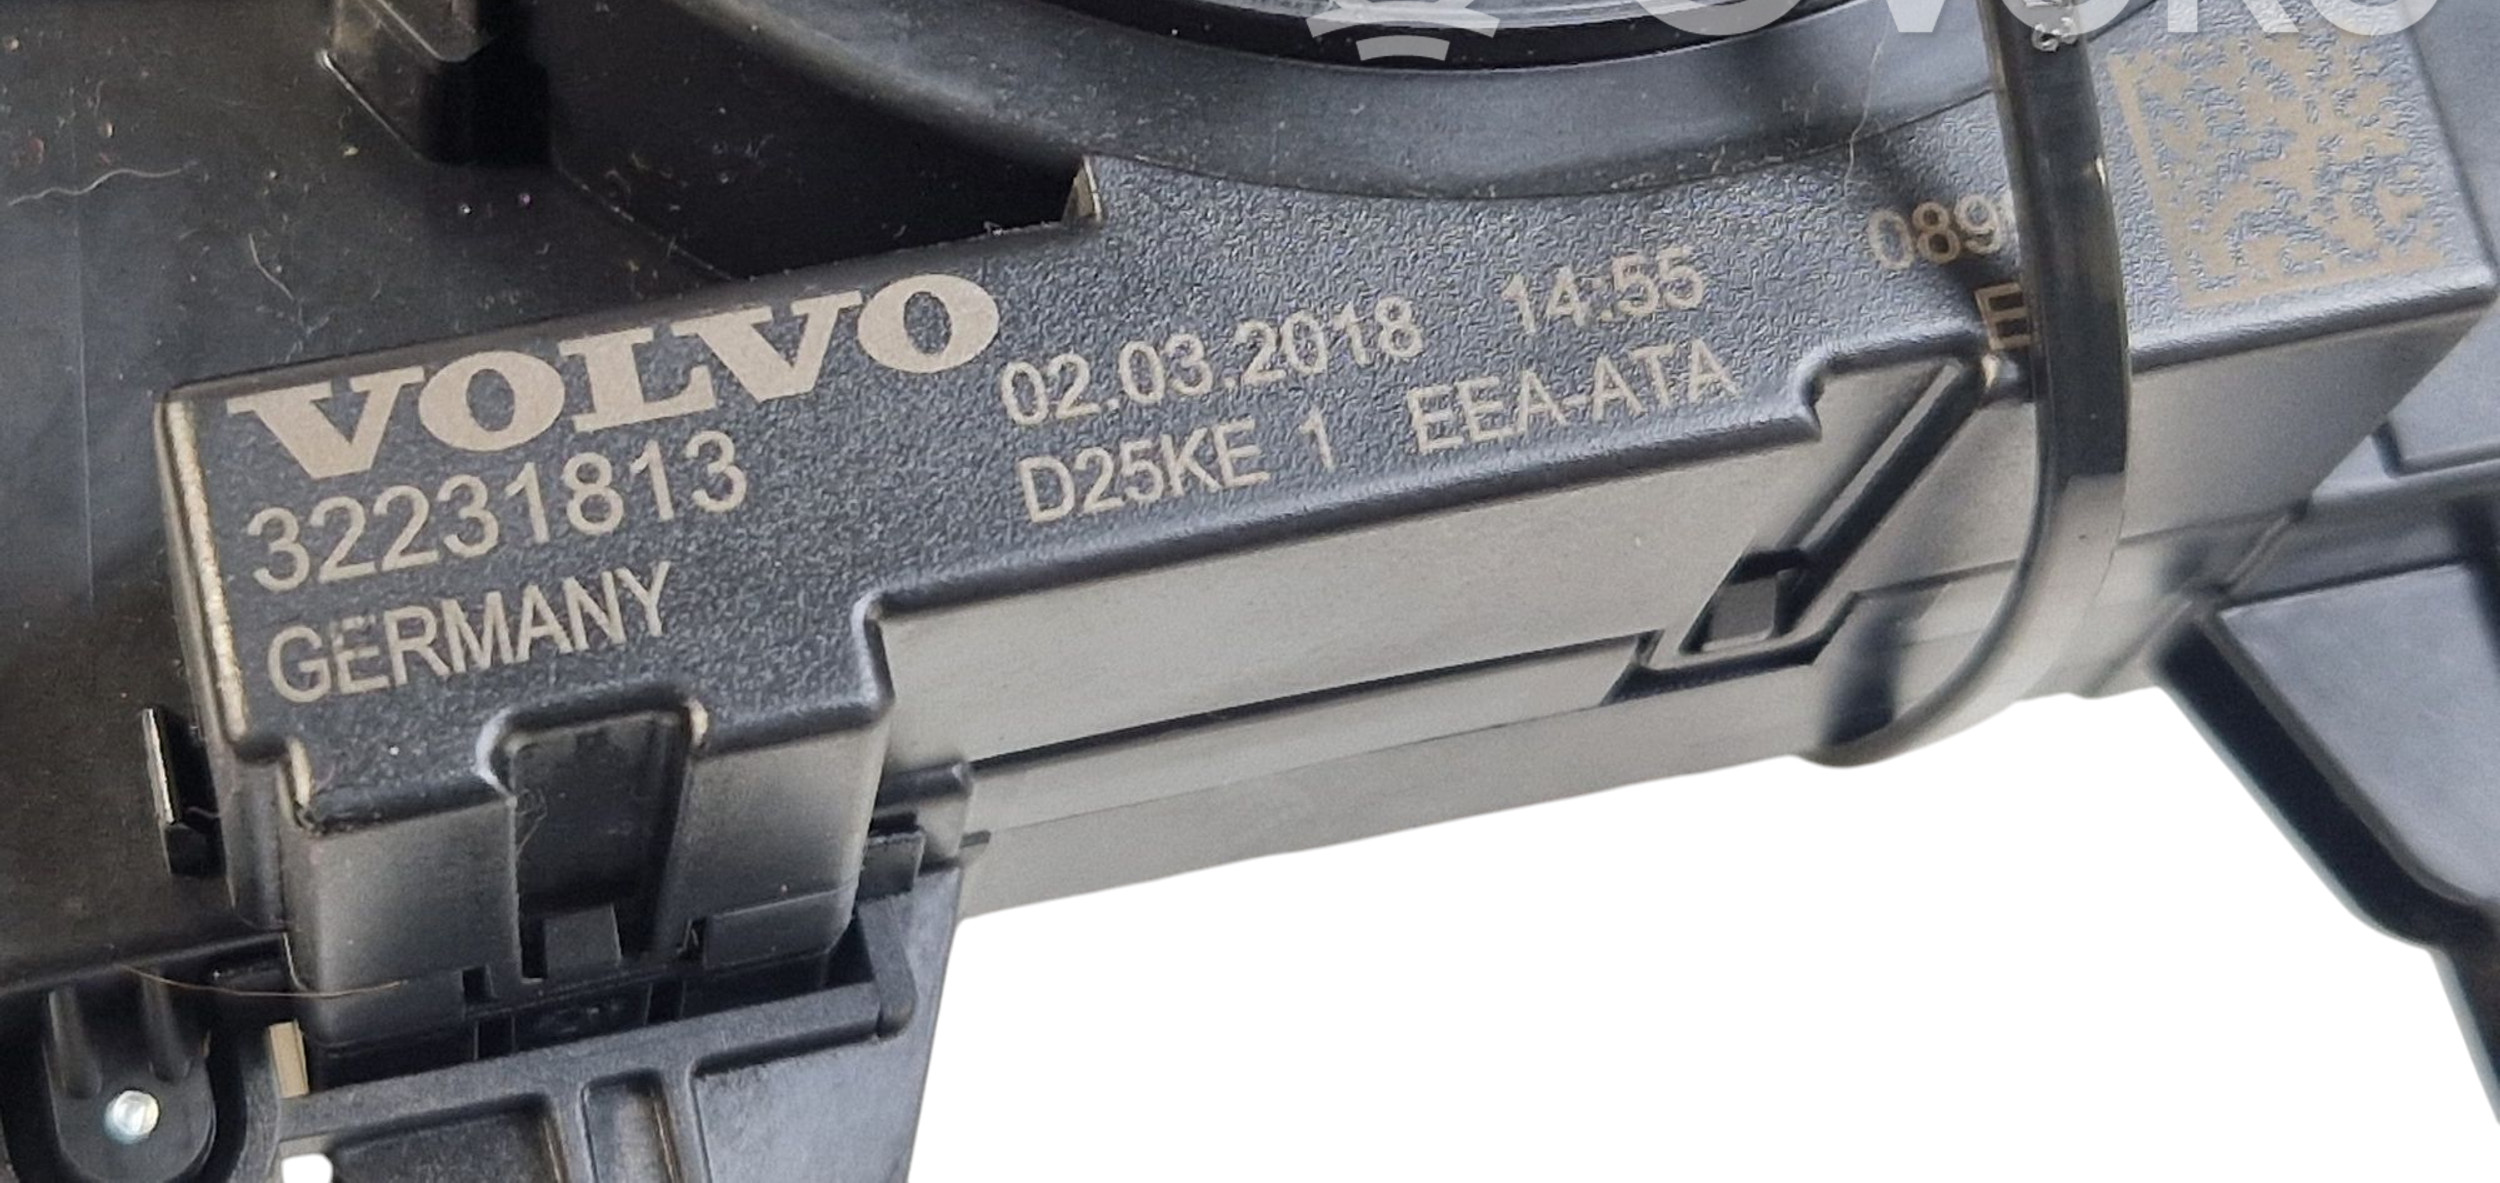 VOLVO
32231813
GERMANY
02.03.2018 14:55
D25KE 1 EEA-ATA